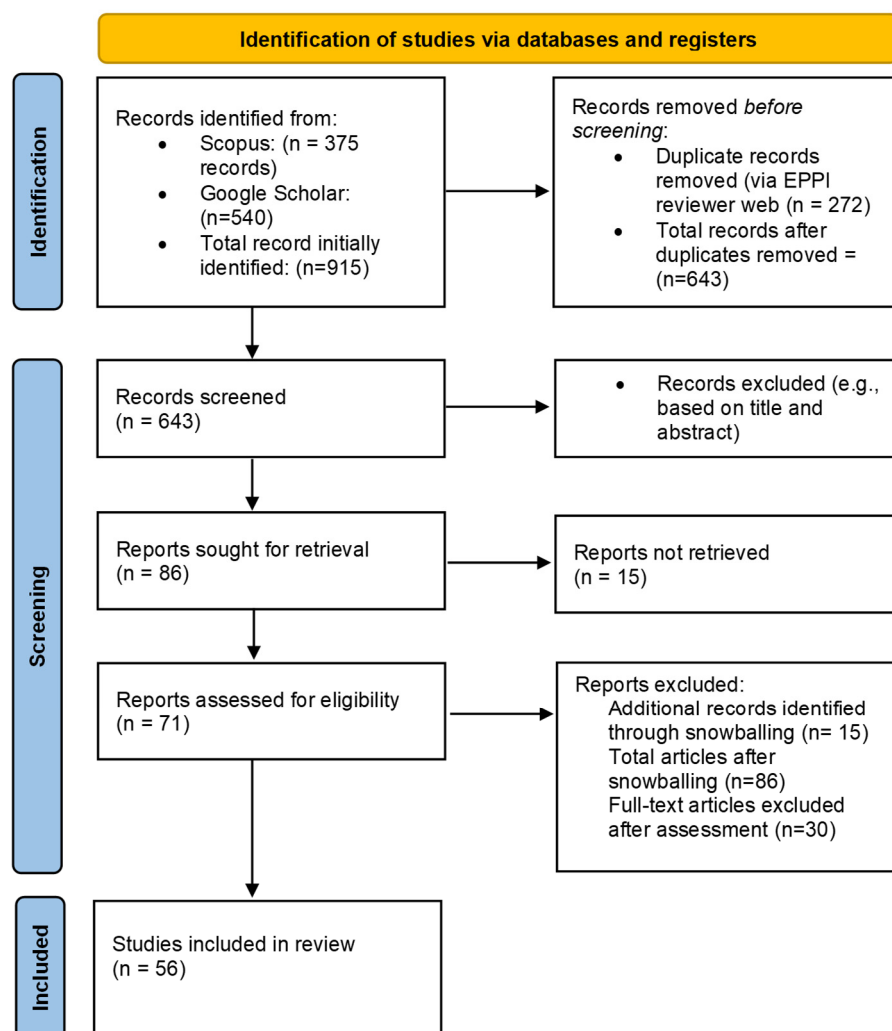 Identification of studies via databases and registers
Identification
Records identified from:
• Scopus: (n = 375
records)
• Google Scholar:
(n=540)
• Total record initially
identified: (n=915)
Records removed before
screening:
• Duplicate records
removed (via EPPI
reviewer web (n = 272)
• Total records after
duplicates removed =
(n=643)
Screening
Records screened
(n = 643)
• Records excluded (e.g.,
based on title and
abstract)
Reports sought for retrieval
(n = 86)
Reports not retrieved
(n = 15)
Reports assessed for eligibility
(n = 71)
Reports excluded:
Additional records identified
through snowballing (n= 15)
Total articles after
snowballing (n=86)
Full-text articles excluded
after assessment (n=30)
Included
Studies included in review
(n = 56)